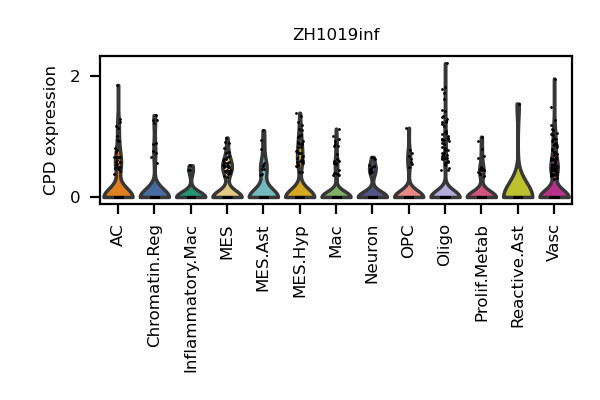 ZH1019inf
CPD expression
2
0
AC
Chromatin.Reg
Inflammatory.Mac
MES
MES.Ast
MES.Hyp
Mac
Neuron
OPC
Oligo
Prolif.Metab
Reactive.Ast
Vasc